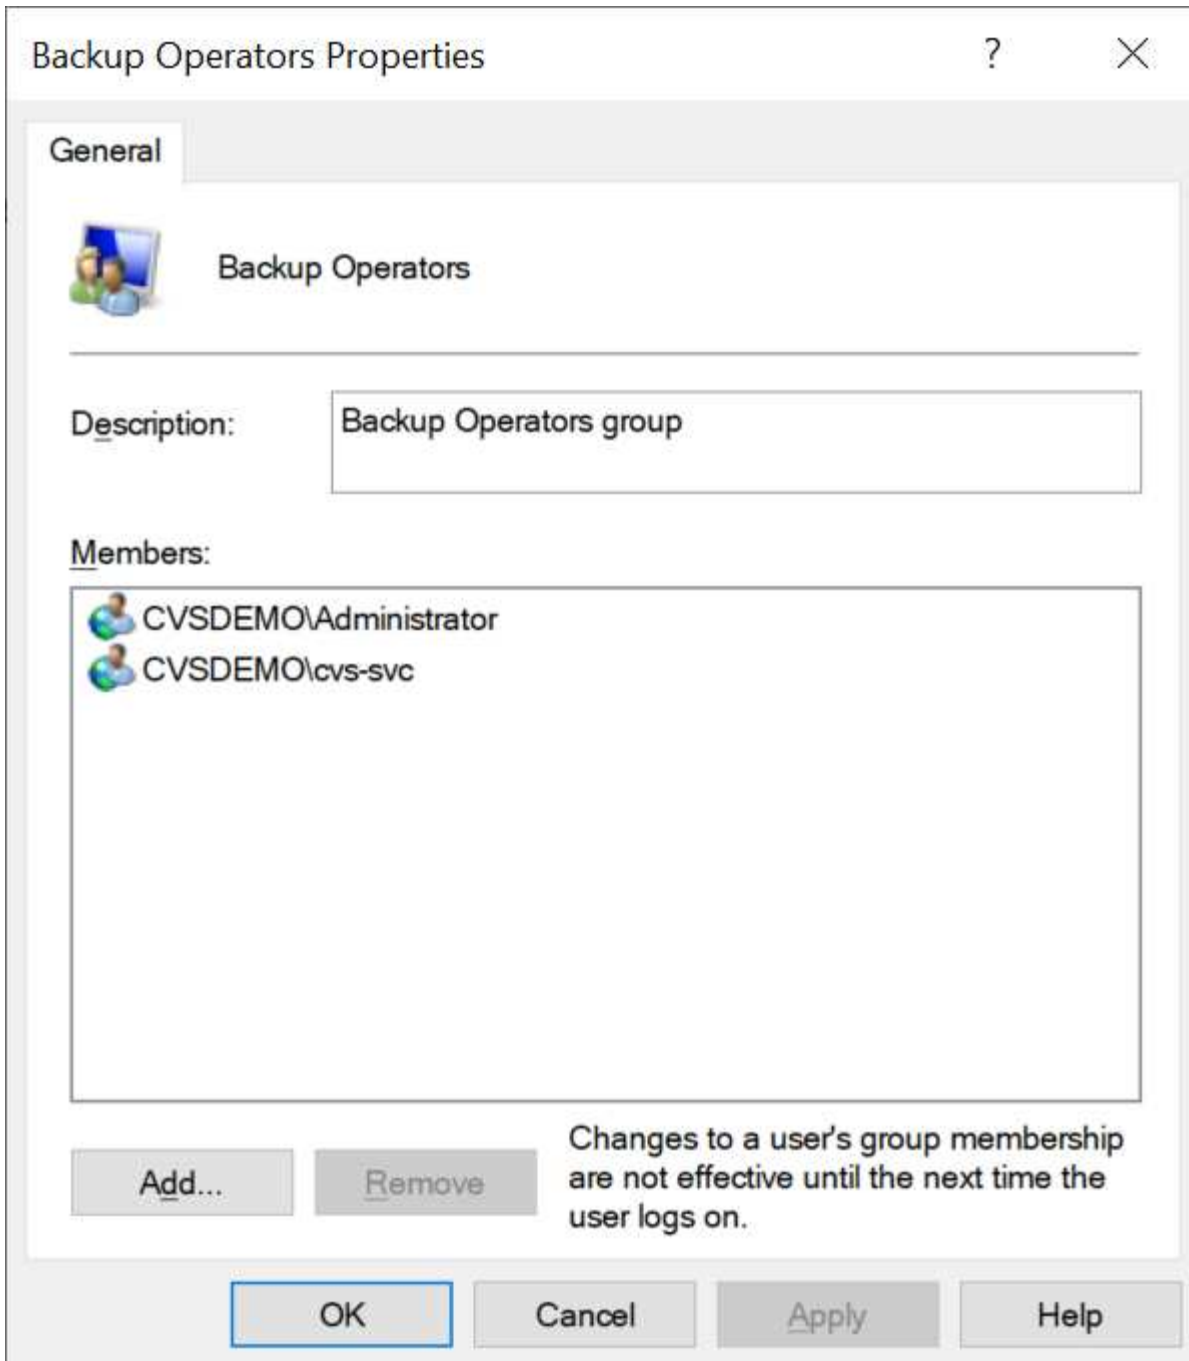 Backup Operators Properties
?
General
Backup Operators
Description:
Backup Operators group
Members:
CVSDEMO\Administrator
CVSDEMO\cvs-svc
Add...
Remove
Changes to a user's group membership
are not effective until the next time the
user logs on.
OK
Cancel
Apply
Help